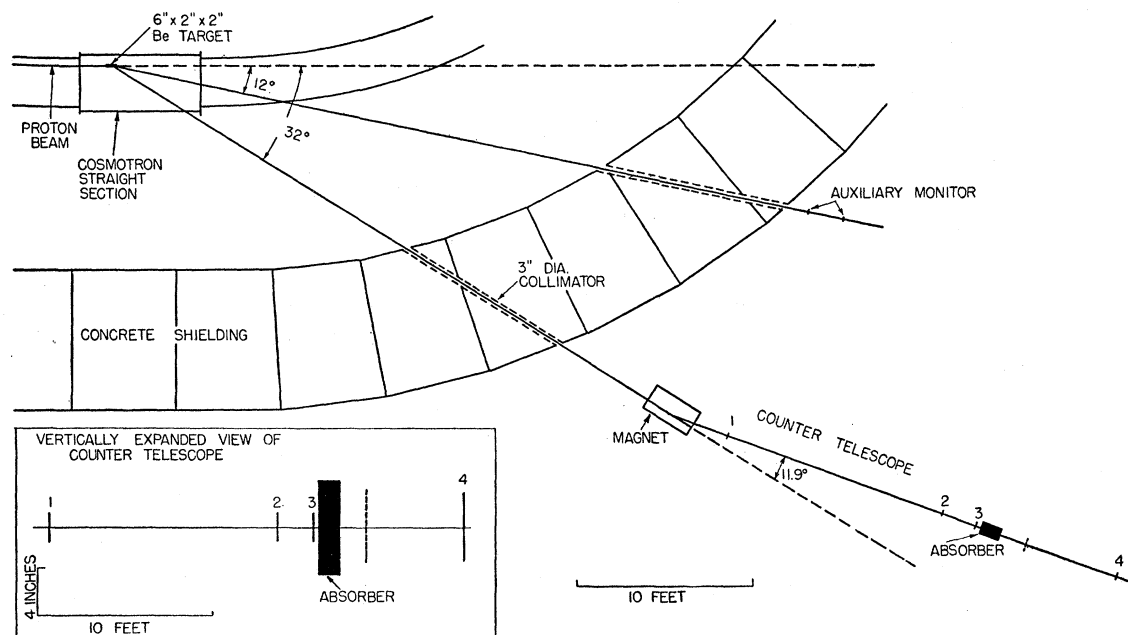 6" x 2" x 2"
Be TARGET
12°
32°
PROTON
BEAM
COSMOTRON
STRAIGHT
SECTION
AUXILIARY MONITOR
3" DIA.
COLLIMATOR
CONCRETE SHIELDING
MAGNET
1
COUNTER TELESCOPE
11.9°
2
3
ABSORBER
4
10 FEET
VERTICALLY EXPANDED VIEW OF
COUNTER TELESCOPE
1
2
3
4
ABSORBER
4 INCHES
10 FEET